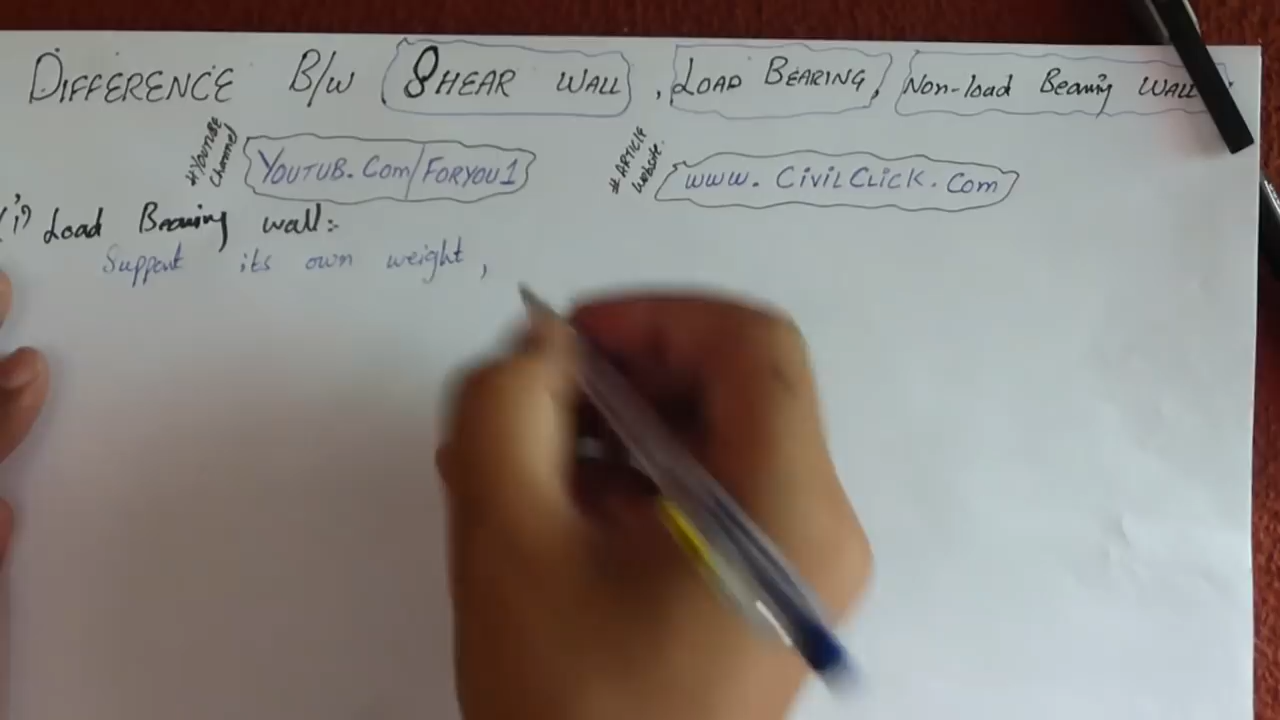 DIFFERENCE B/w SHEAR WALL, LOAD BEARING, Non-load Bearing WALL
#YOUTUBE Channel YOUTUB.Com/FORYOU1 #ARTICLE Website. www.CivilClick.Com
(i) Load Bearing wall:-
Support its own weight,